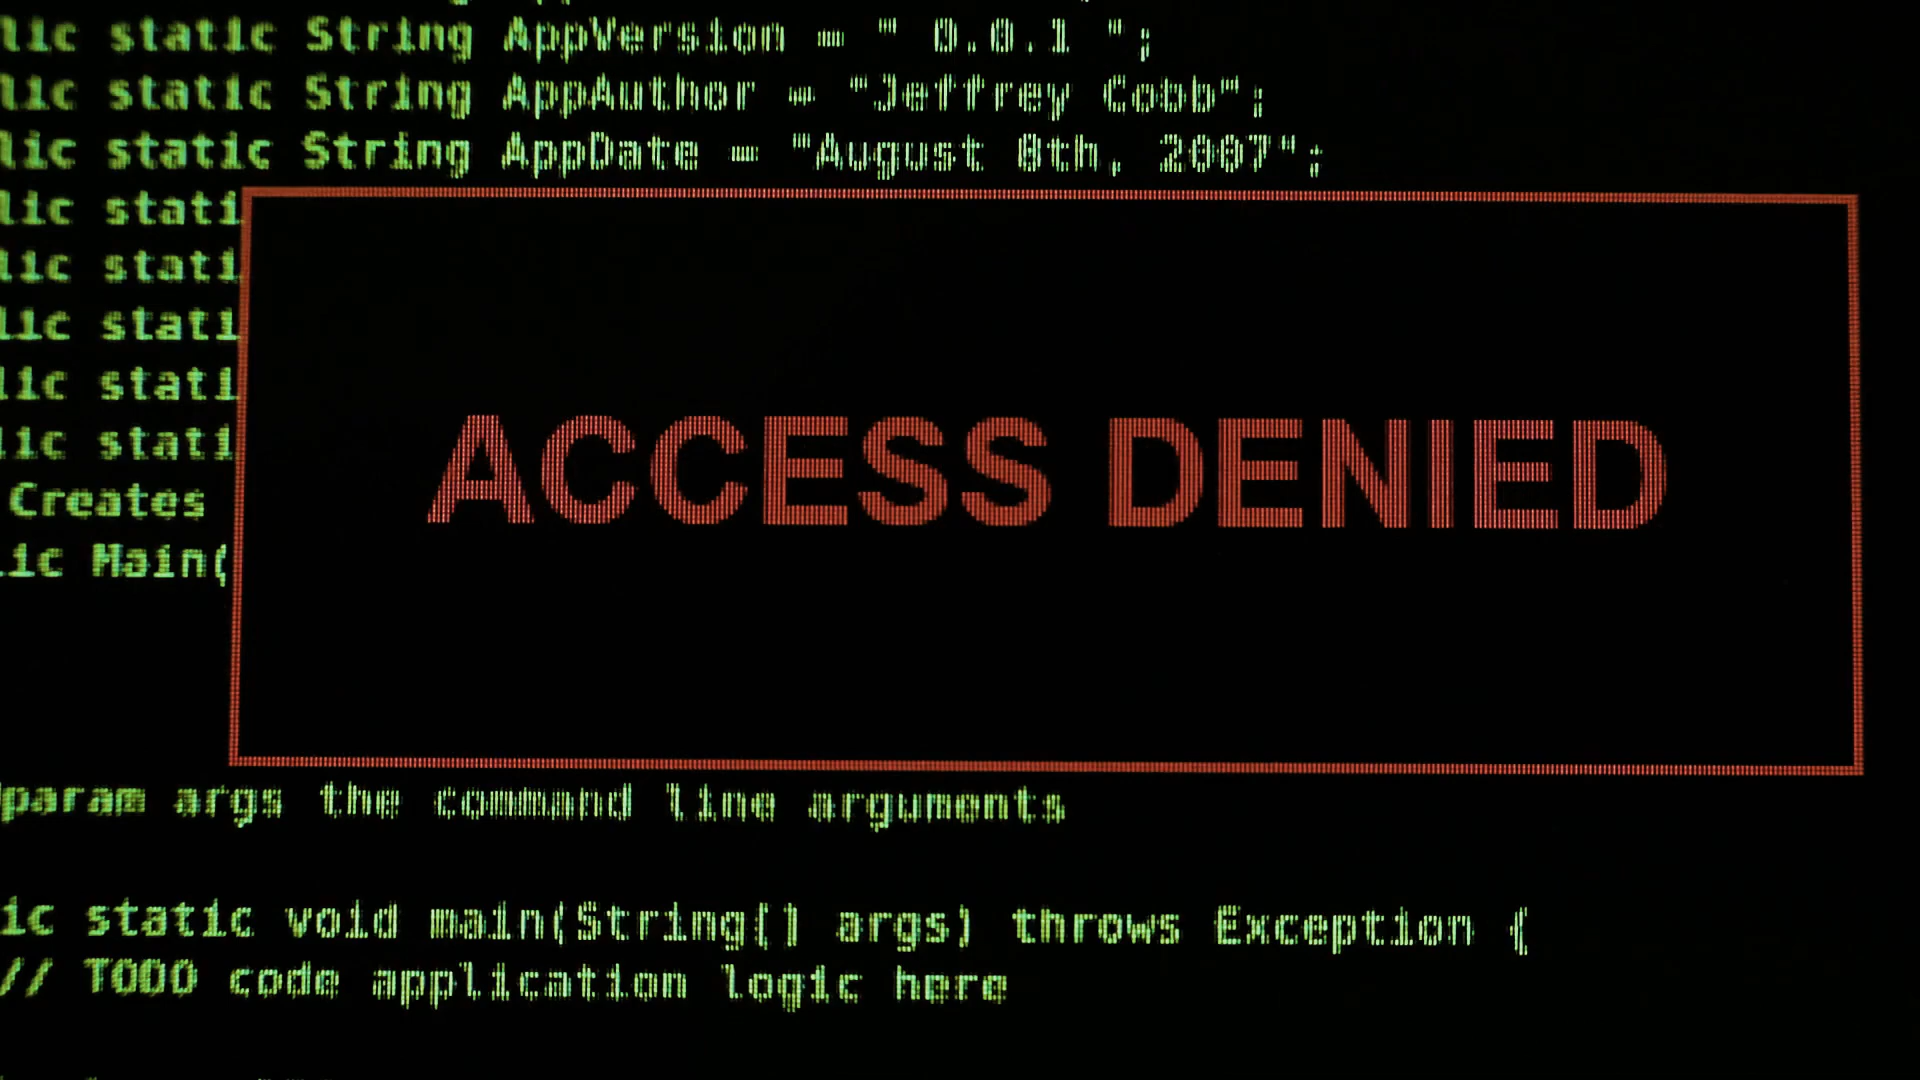 lic static String AppVersion = " 0.0.1 ";
lic static String AppAuthor = "Jeffrey Cobb";
lic static String AppDate = "August 8th, 2007";
lic stati
lic stati
lic stati
lic stati
lic stati
Creates
ic Main(
ACCESS DENIED
param args the command line arguments
ic static void main(String[] args) throws Exception {
// TODO code application logic here